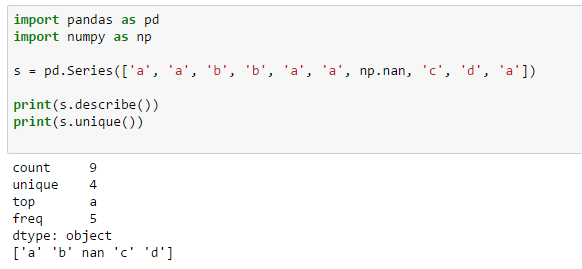 import pandas as pd
import numpy as np
s = pd.Series(['a', 'a', 'b', 'b', 'a', 'a', np.nan, 'c', 'd', 'a'])
print(s.describe())
print(s.unique())
count     9
unique    4
top       a
freq      5
dtype: object
['a' 'b' nan 'c' 'd']